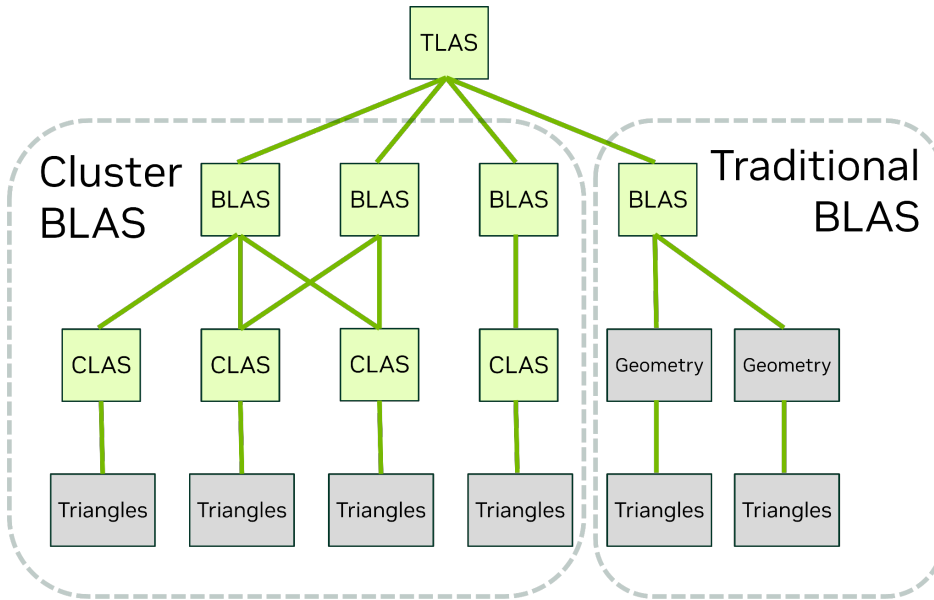 TLAS
Cluster
BLAS
Traditional
BLAS
BLAS
BLAS
BLAS
BLAS
CLAS
CLAS
CLAS
CLAS
Geometry
Geometry
Triangles
Triangles
Triangles
Triangles
Triangles
Triangles